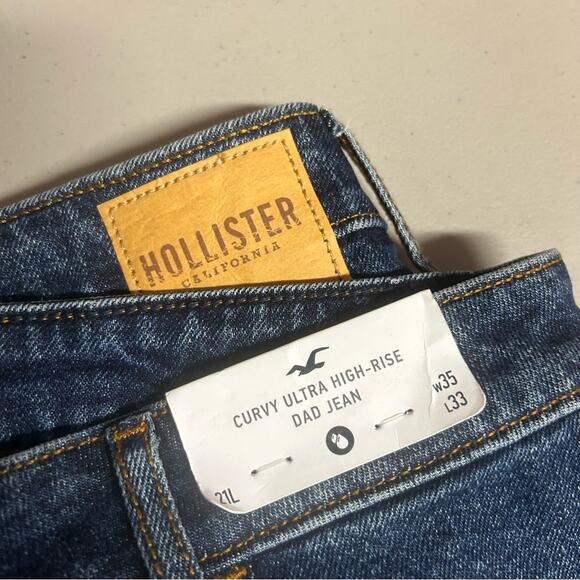 HOLLISTER
CALIFORNIA
CURVY ULTRA HIGH-RISE
DAD JEAN
W35
L33
21L